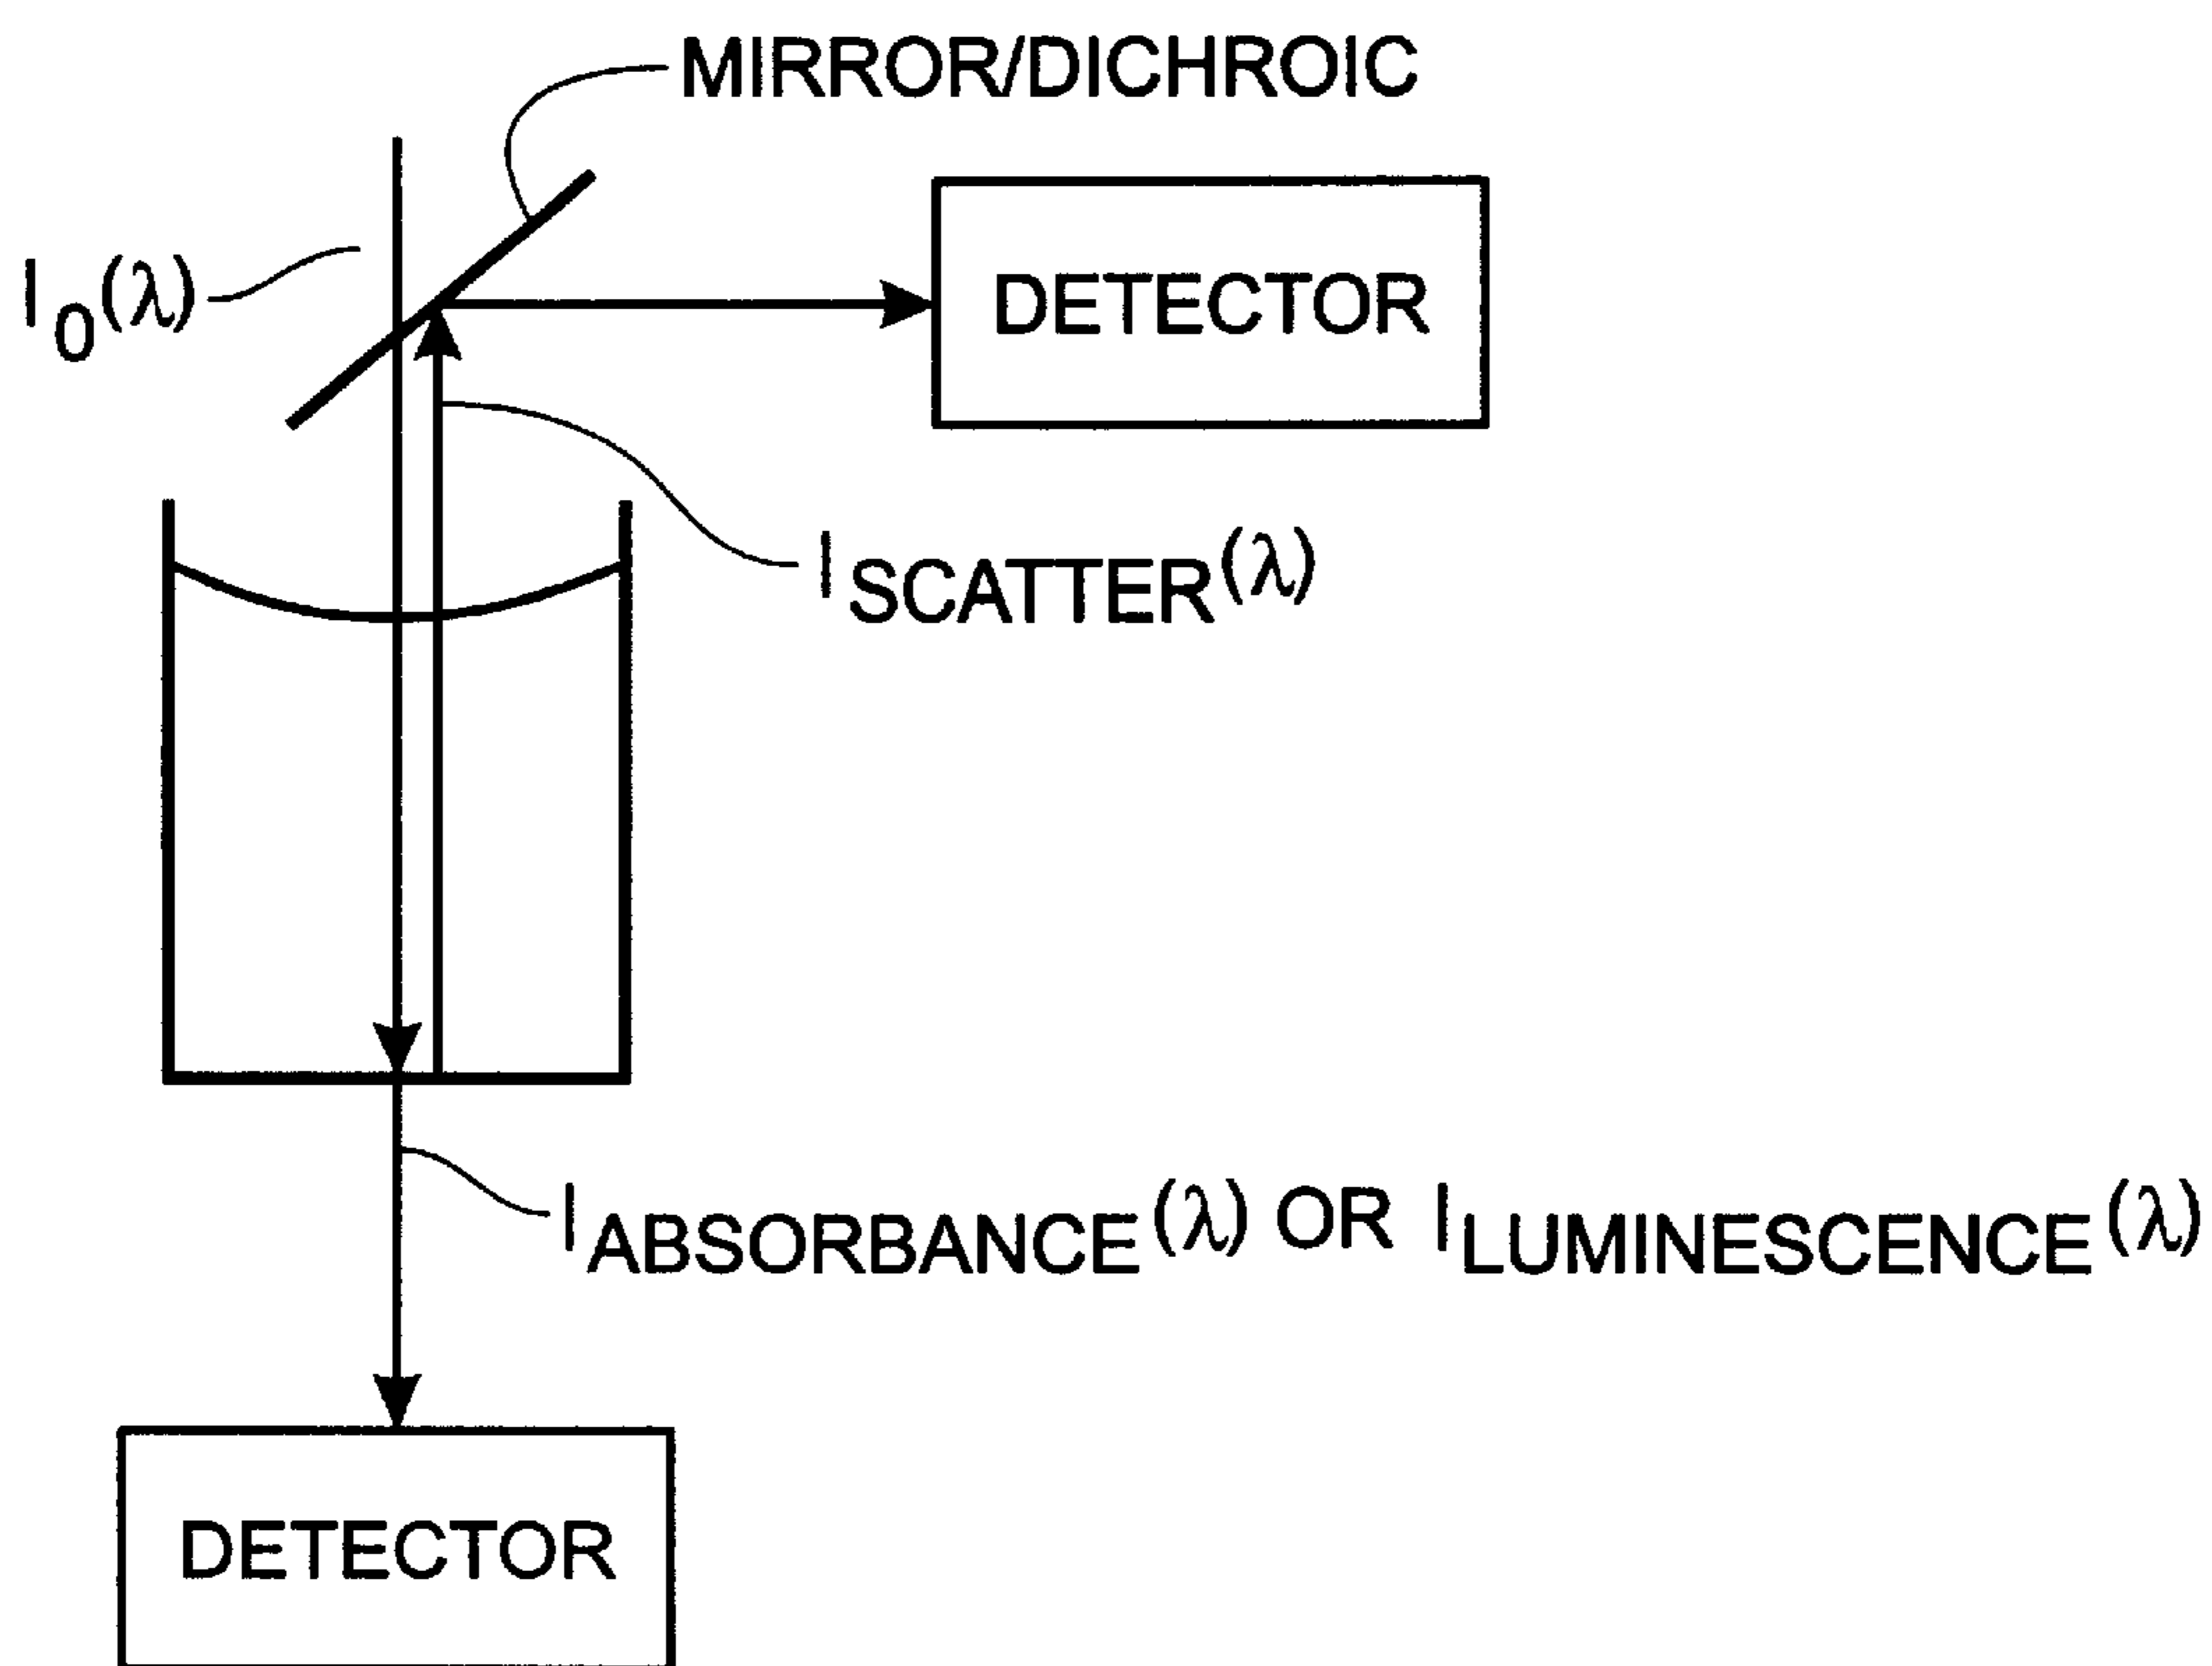 MIRROR/DICHROIC
I0(λ)
DETECTOR
ISCATTER(λ)
IABSORBANCE(λ) OR ILUMINESCENCE(λ)
DETECTOR